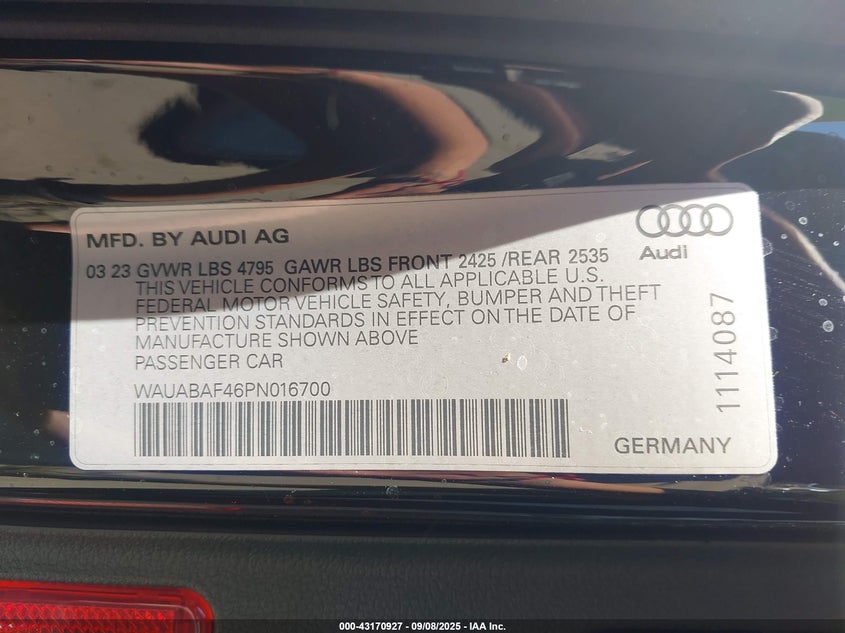 MFD. BY AUDI AG
Audi
03 23 GVWR LBS 4795 GAWR LBS FRONT 2425 /REAR 2535
THIS VEHICLE CONFORMS TO ALL APPLICABLE U.S.
FEDERAL MOTOR VEHICLE SAFETY, BUMPER AND THEFT
PREVENTION STANDARDS IN EFFECT ON THE DATE OF
MANUFACTURE SHOWN ABOVE
PASSENGER CAR
WAUABAF46PN016700
1114087
GERMANY
000-43170927 - 09/08/2025 - IAA Inc.